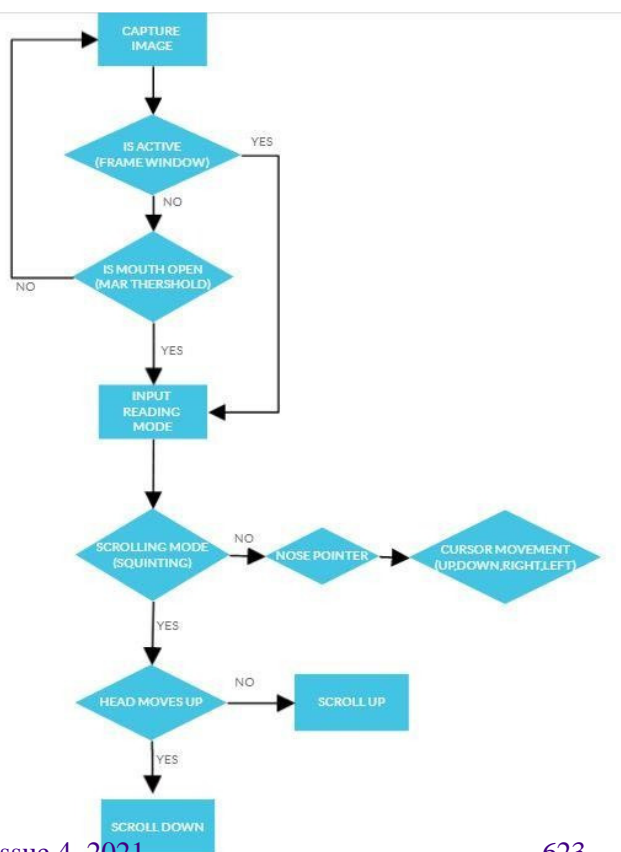 CAPTURE
IMAGE
IS ACTIVE
(FRAME WINDOW)
YES
NO
IS MOUTH OPEN
(MAR THERSHOLD)
NO
YES
INPUT
READING
MODE
SCROLLING MODE
(SQUINTING)
NO
NOSE POINTER
CURSOR MOVEMENT
(UP,DOWN,RIGHT,LEFT)
YES
HEAD MOVES UP
NO
SCROLL UP
YES
SCROLL DOWN
ssue 4, 2021
623